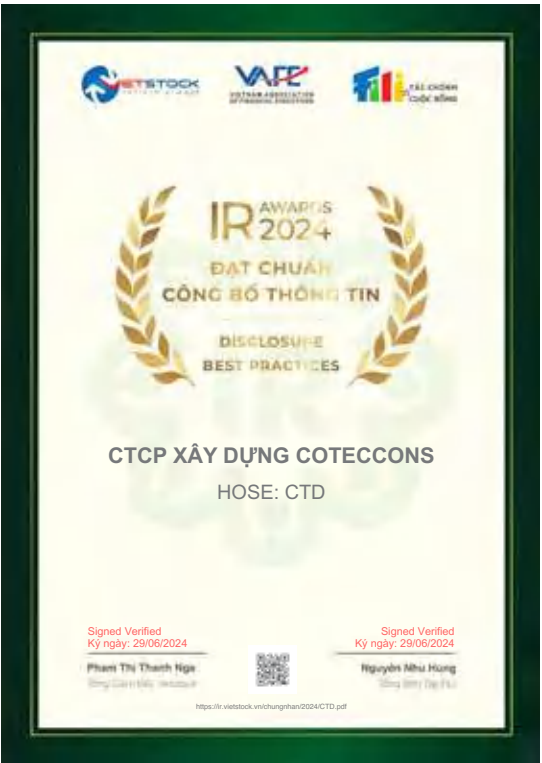 VIETSTOCK
VAFE
VIETNAM ASSOCIATION
OF FINANCIAL EXECUTIVES
FiLi
TÀI CHÍNH
CUỘC SỐNG
IR AWARDS
2024
ĐẠT CHUẨN
CÔNG BỐ THÔNG TIN
DISCLOSURE
BEST PRACTICES
CTCP XÂY DỰNG COTECCONS
HOSE: CTD
Signed Verified
Ký ngày: 29/06/2024
Signed Verified
Ký ngày: 29/06/2024
Phạm Thị Thanh Nga
Nguyễn Như Hùng
https://ir.vietstock.vn/chungnhan/2024/CTD.pdf